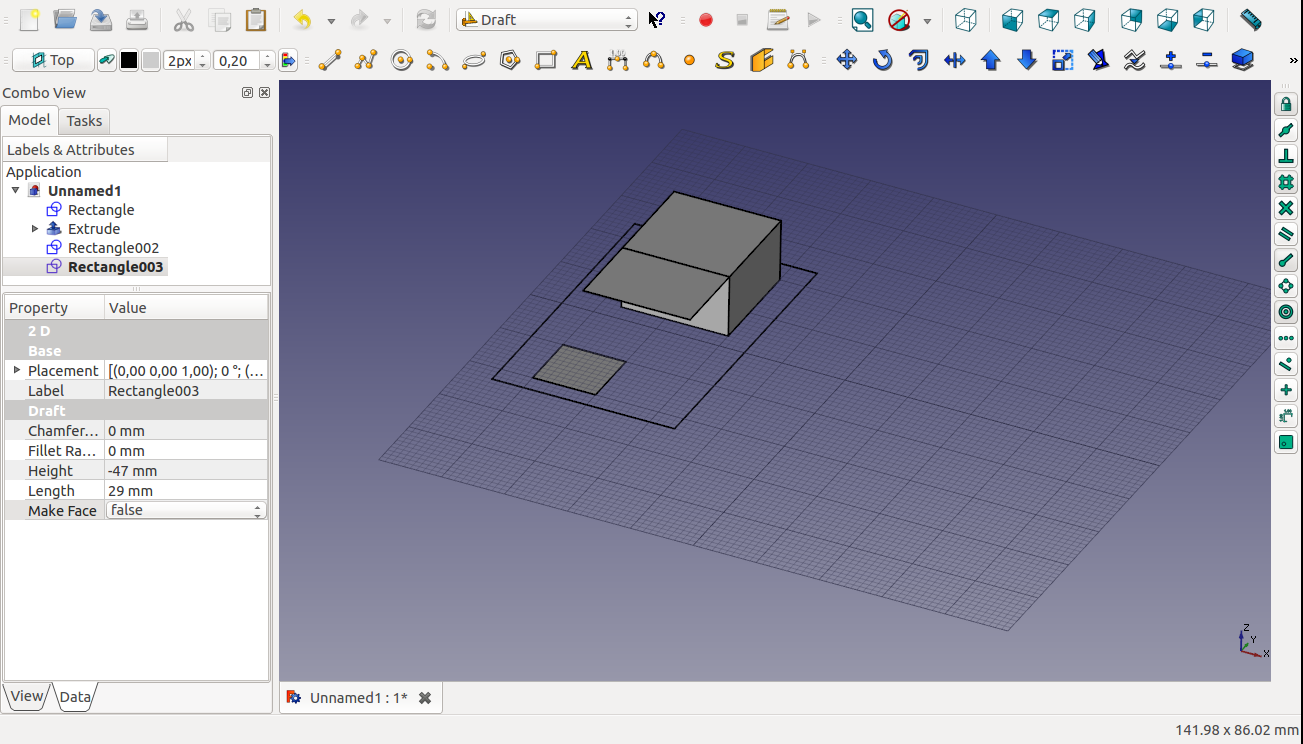 Draft
Top
2px
0,20
Combo View
Model
Tasks
Labels & Attributes
Application
Unnamed1
Rectangle
Extrude
Rectangle002
Rectangle003
Property Value
2 D
Base
Placement [(0,00 0,00 1,00); 0 °; (...
Label Rectangle003
Draft
Chamfer... 0 mm
Fillet Ra... 0 mm
Height -47 mm
Length 29 mm
Make Face false
Z
Y
X
View
Data
Unnamed1 : 1*
141.98 x 86.02 mm